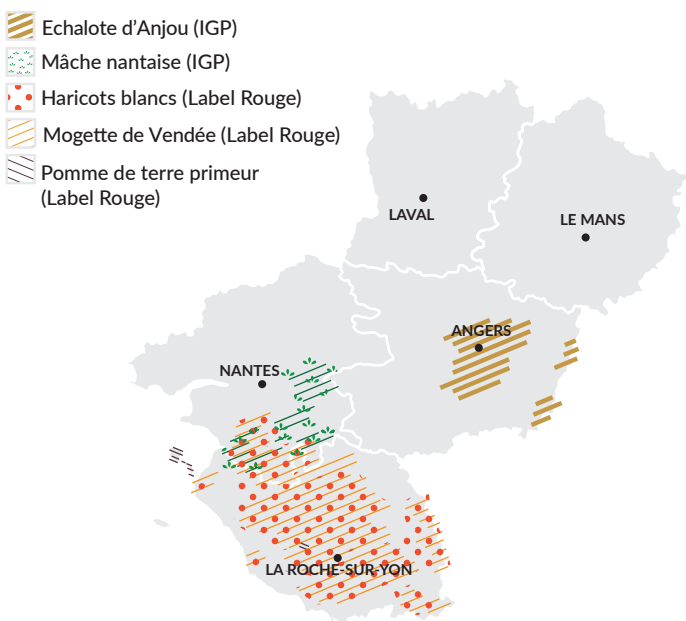 Echalote d'Anjou (IGP)
Mâche nantaise (IGP)
Haricots blancs (Label Rouge)
Mogette de Vendée (Label Rouge)
Pomme de terre primeur
(Label Rouge)
LAVAL
LE MANS
ANGERS
NANTES
LA ROCHE-SUR-YON